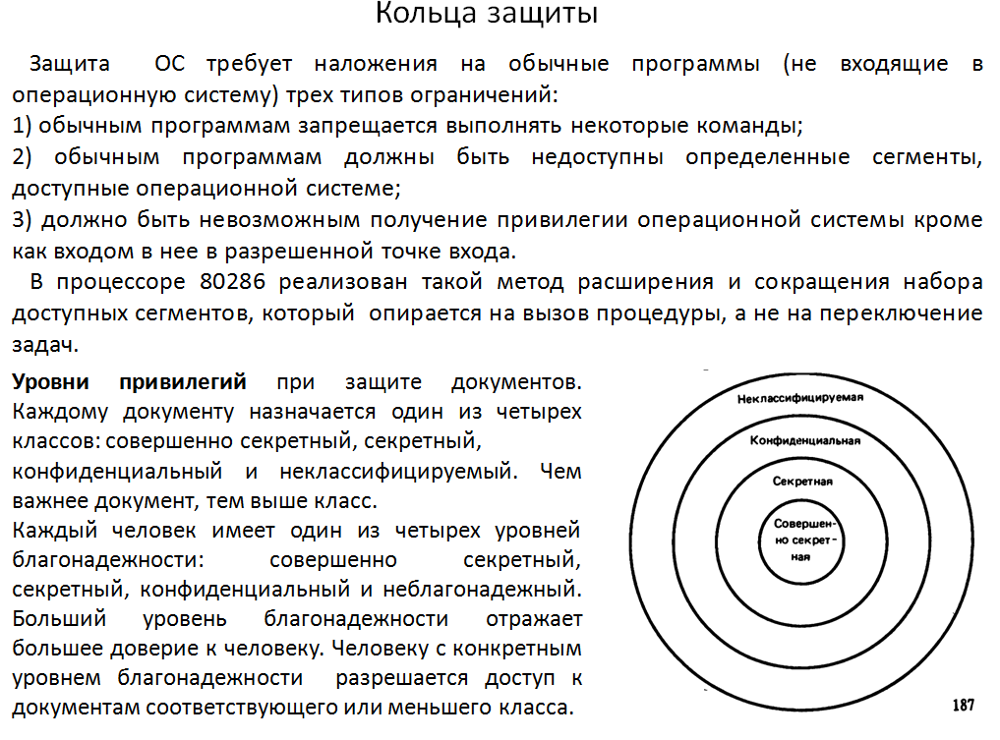 Кольца защиты
Защита ОС требует наложения на обычные программы (не входящие в
операционную систему) трех типов ограничений:
1) обычным программам запрещается выполнять некоторые команды;
2) обычным программам должны быть недоступны определенные сегменты,
доступные операционной системе;
3) должно быть невозможным получение привилегии операционной системы кроме
как входом в нее в разрешенной точке входа.
В процессоре 80286 реализован такой метод расширения и сокращения набора
доступных сегментов, который опирается на вызов процедуры, а не на переключение
задач.
Уровни привилегий при защите документов.
Каждому документу назначается один из четырех
классов: совершенно секретный, секретный,
конфиденциальный и неклассифицируемый. Чем
важнее документ, тем выше класс.
Каждый человек имеет один из четырех уровней
благонадежности: совершенно секретный,
секретный, конфиденциальный и неблагонадежный.
Больший уровень благонадежности отражает
большее доверие к человеку. Человеку с конкретным
уровнем благонадежности разрешается доступ к
документам соответствующего или меньшего класса.
Неклассифицируемая
Конфиденциальная
Секретная
Совершен-
но секрет-
ная
187